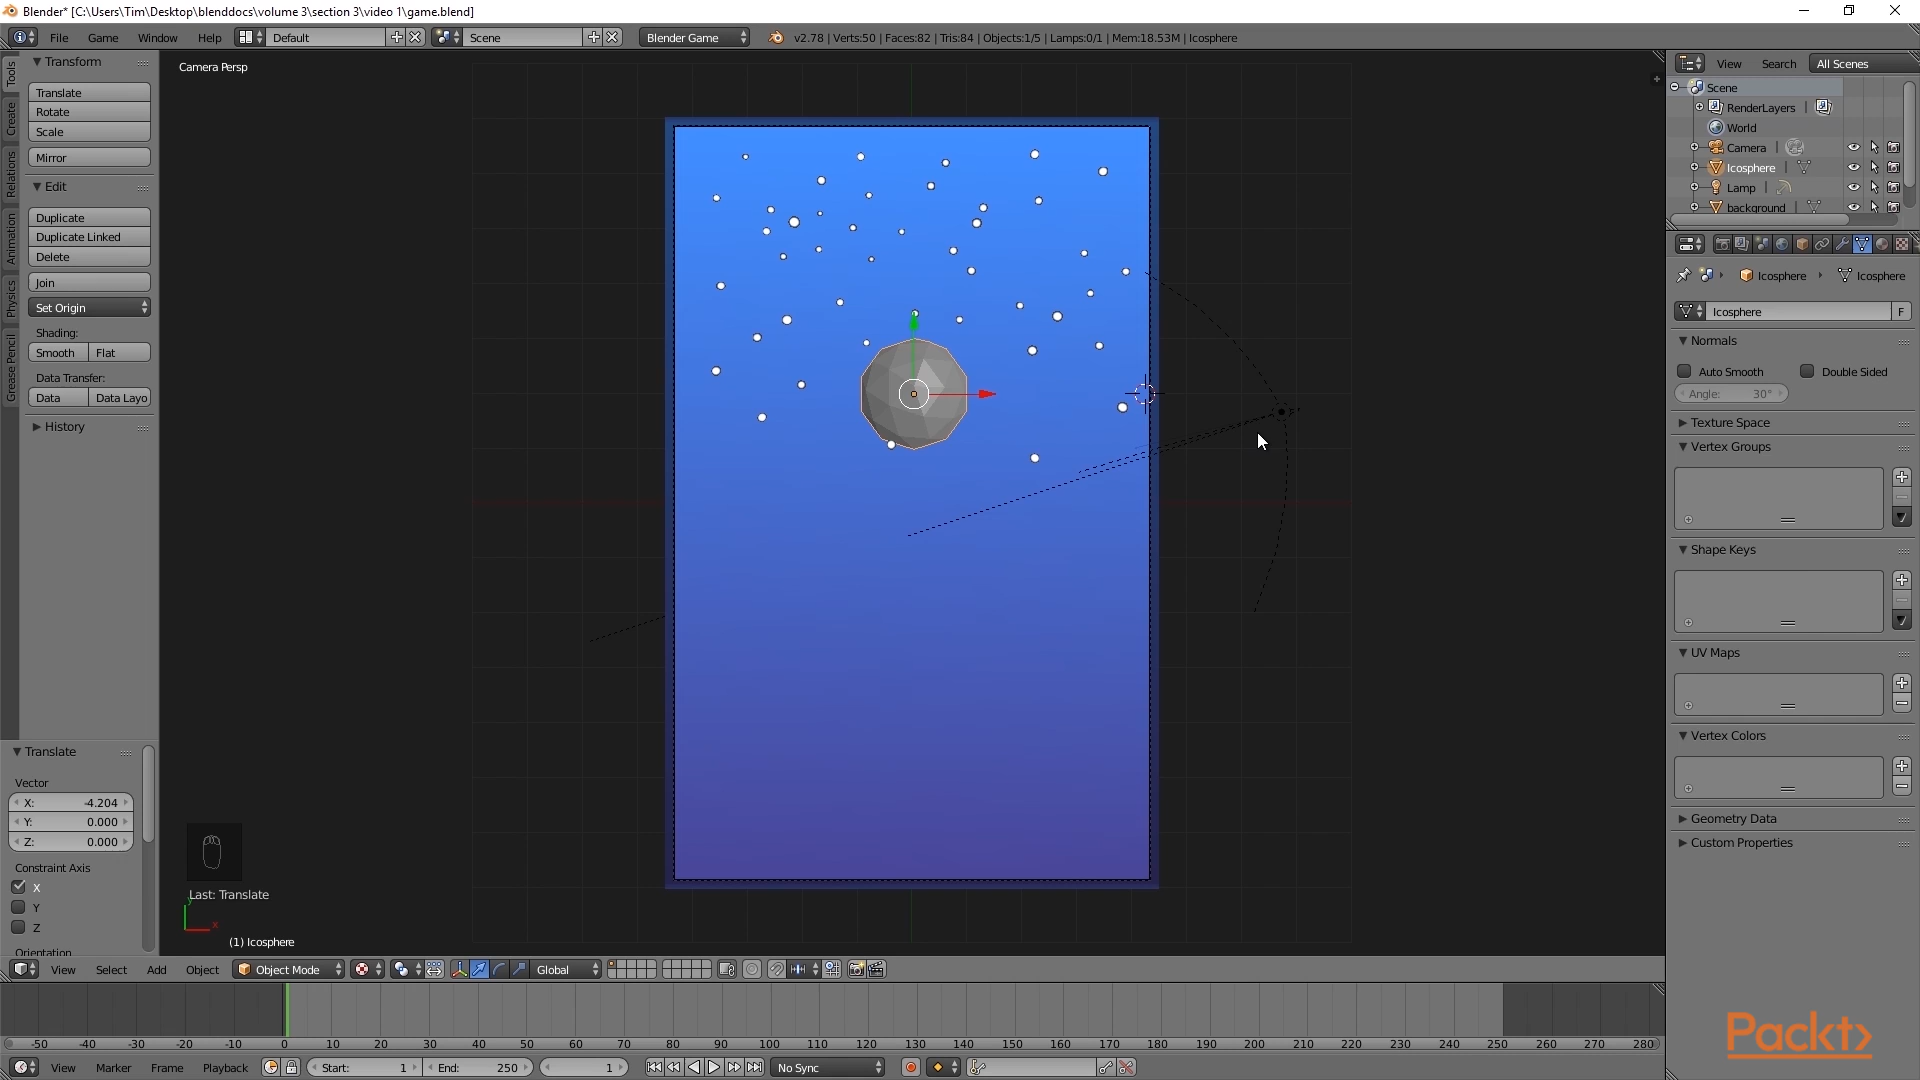 Blender* [C:\Users\Tim\Desktop\blenddocs\volume 3\section 3\video 1\game.blend]
File Game Window Help Default Scene Blender Game v2.78 | Verts:50 | Faces:82 | Tris:84 | Objects:1/5 | Lamps:0/1 | Mem:18.53M | Icosphere
Tools
Create
Relations
Animation
Physics
Grease Pencil
Transform
Translate
Rotate
Scale
Mirror
Edit
Duplicate
Duplicate Linked
Delete
Join
Set Origin
Shading:
Smooth Flat
Data Transfer:
Data Data Layo
History
Translate
Vector
X: -4.204
Y: 0.000
Z: 0.000
Constraint Axis
X
Y
Z
Orientation
Camera Persp
Last: Translate
y
x
(1) Icosphere
View Search All Scenes
Scene
RenderLayers
World
Camera
Icosphere
Lamp
background
Icosphere Icosphere
Icosphere F
Normals
Auto Smooth Double Sided
Angle: 30°
Texture Space
Vertex Groups
Shape Keys
UV Maps
Vertex Colors
Geometry Data
Custom Properties
View Select Add Object Object Mode Global
-50 -40 -30 -20 -10 0 10 20 30 40 50 60 70 80 90 100 110 120 130 140 150 160 170 180 190 200 210 220 230 240 250 260 270 280
View Marker Frame Playback Start: 1 End: 250 1 No Sync
Packt>